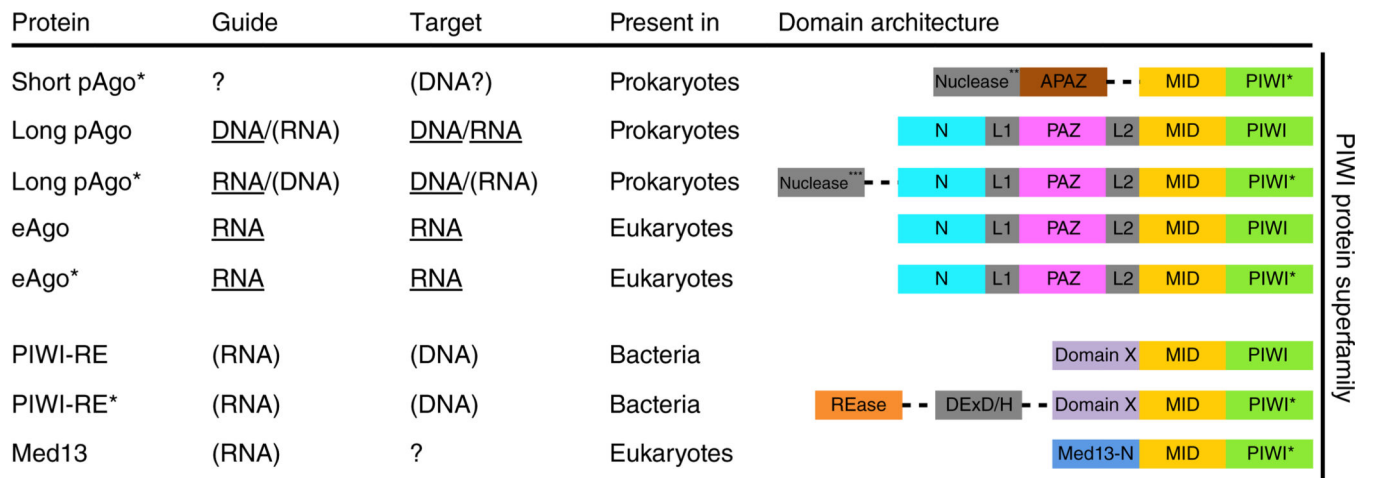 Protein Guide Target Present in Domain architecture
Short pAgo* ? (DNA?) Prokaryotes Nuclease** APAZ MID PIWI*
Long pAgo DNA/(RNA) DNA/RNA Prokaryotes N L1 PAZ L2 MID PIWI
Long pAgo* RNA/(DNA) DNA/(RNA) Prokaryotes Nuclease*** N L1 PAZ L2 MID PIWI*
eAgo RNA RNA Eukaryotes N L1 PAZ L2 MID PIWI
eAgo* RNA RNA Eukaryotes N L1 PAZ L2 MID PIWI*
PIWI-RE (RNA) (DNA) Bacteria Domain X MID PIWI
PIWI-RE* (RNA) (DNA) Bacteria REase DExD/H Domain X MID PIWI*
Med13 (RNA) ? Eukaryotes Med13-N MID PIWI*
PIWI protein superfamily